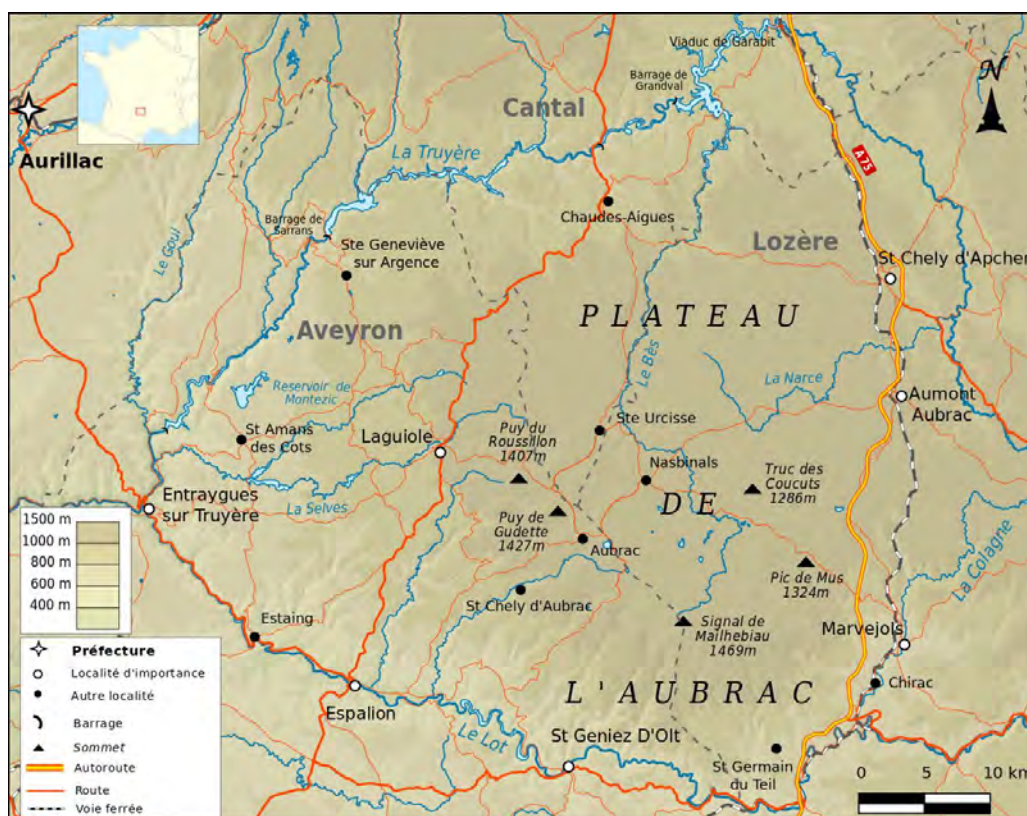 Viaduc de Garabit
Barrage de
Grandval
N
Cantal
Aurillac
La Truyère
A 75
Chaudes-Aigues
Barrage de
Sarrans
Ste Geneviève
sur Argence
Le Goul
Lozère
St Chely d'Apcher
PLATEAU
Aveyron
Le Bès
La Narce
Reservoir de
Montezic
Aumont
Aubrac
St Amans
des Cots
Laguiole
Puy du
Roussillon
1407m
Ste Urcisse
Nasbinals
Truc des
Coucuts
1286m
Entraygues
sur Truyère
La Selves
DE
Puy de
Gudette
1427m
Aubrac
Pic de Mus
1324m
La Colagne
St Chely d'Aubrac
Signal de
Mailhebiau
1469m
Marvejols
Estaing
Chirac
L'AUBRAC
Espalion
Le Lot
St Geniez D'Olt
St Germain
du Teil
1500 m
1000 m
800 m
600 m
400 m
Préfecture
Localité d'importance
Autre localité
Barrage
Sommet
Autoroute
Route
Voie ferrée
0 5 10 km